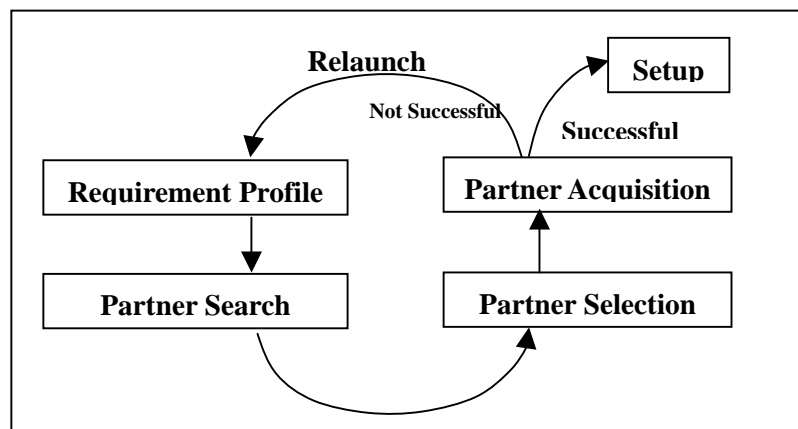 Relaunch
Setup
Not Successful
Successful
Requirement Profile
Partner Acquisition
Partner Search
Partner Selection